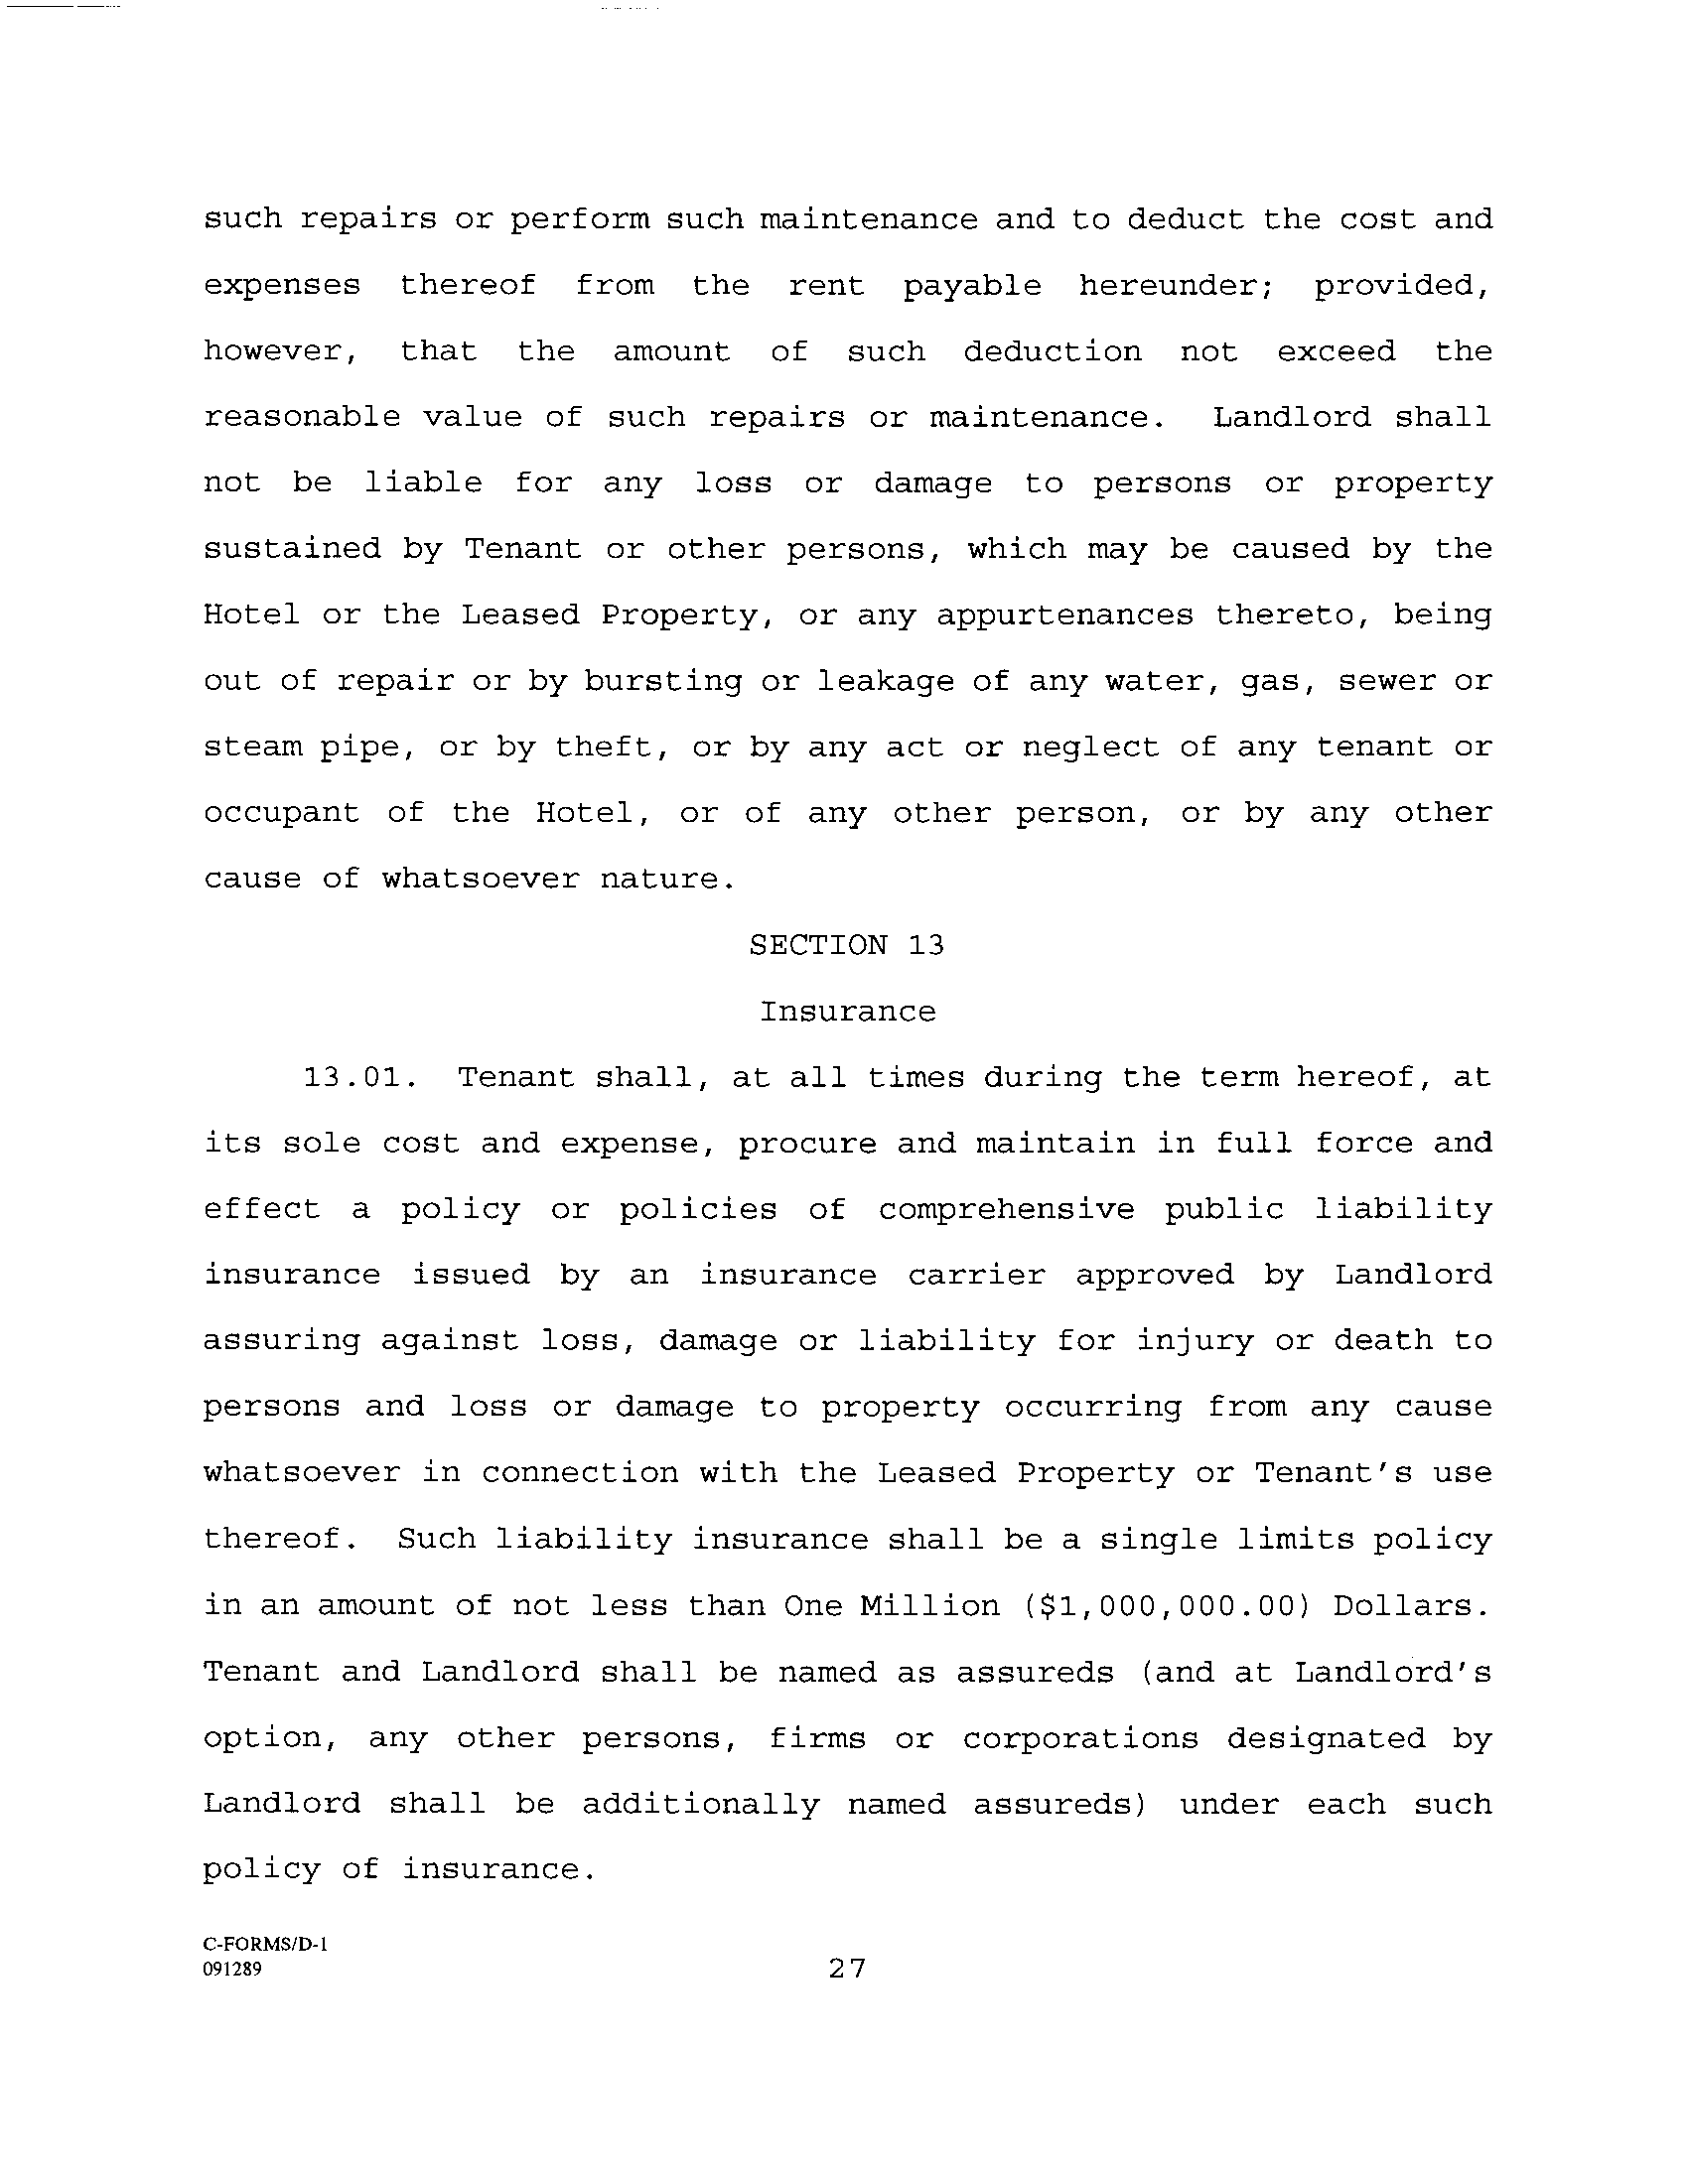 such repairs or perform such maintenance and to deduct the cost and
expenses thereof from the rent payable hereunder; provided,
however, that the amount of such deduction not exceed the
reasonable value of such repairs or maintenance. Landlord shall
not be liable for any loss or damage to persons or property
sustained by Tenant or other persons, which may be caused by the
Hotel or the Leased Property, or any appurtenances thereto, being
out of repair or by bursting or leakage of any water, gas, sewer or
steam pipe, or by theft, or by any act or neglect of any tenant or
occupant of the Hotel, or of any other person, or by any other
cause of whatsoever nature.
SECTION 13
Insurance
13.01. Tenant shall, at all times during the term hereof, at
its sole cost and expense, procure and maintain in full force and
effect a policy or policies of comprehensive public liability
insurance issued by an insurance carrier approved by Landlord
assuring against loss, damage or liability for injury or death to
persons and loss or damage to property occurring from any cause
whatsoever in connection with the Leased Property or Tenant's use
thereof. Such liability insurance shall be a single limits policy
in an amount of not less than One Million ($1,000,000.00) Dollars.
Tenant and Landlord shall be named as assureds (and at Landlord's
option, any other persons, firms or corporations designated by
Landlord shall be additionally named assureds) under each such
policy of insurance.
C-FORMS/D-1
091289
27